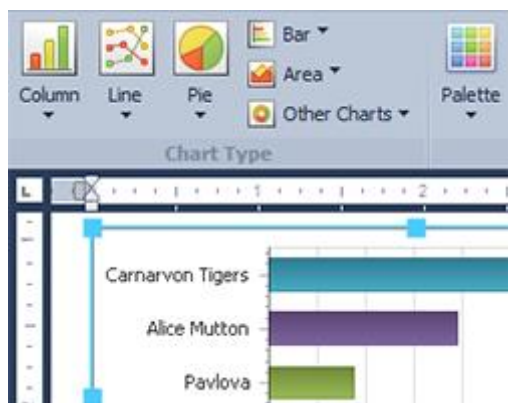 Column
Line
Pie
Bar
Area
Other Charts
Palette
Chart Type
L
1
2
Carnarvon Tigers
Alice Mutton
Pavlova